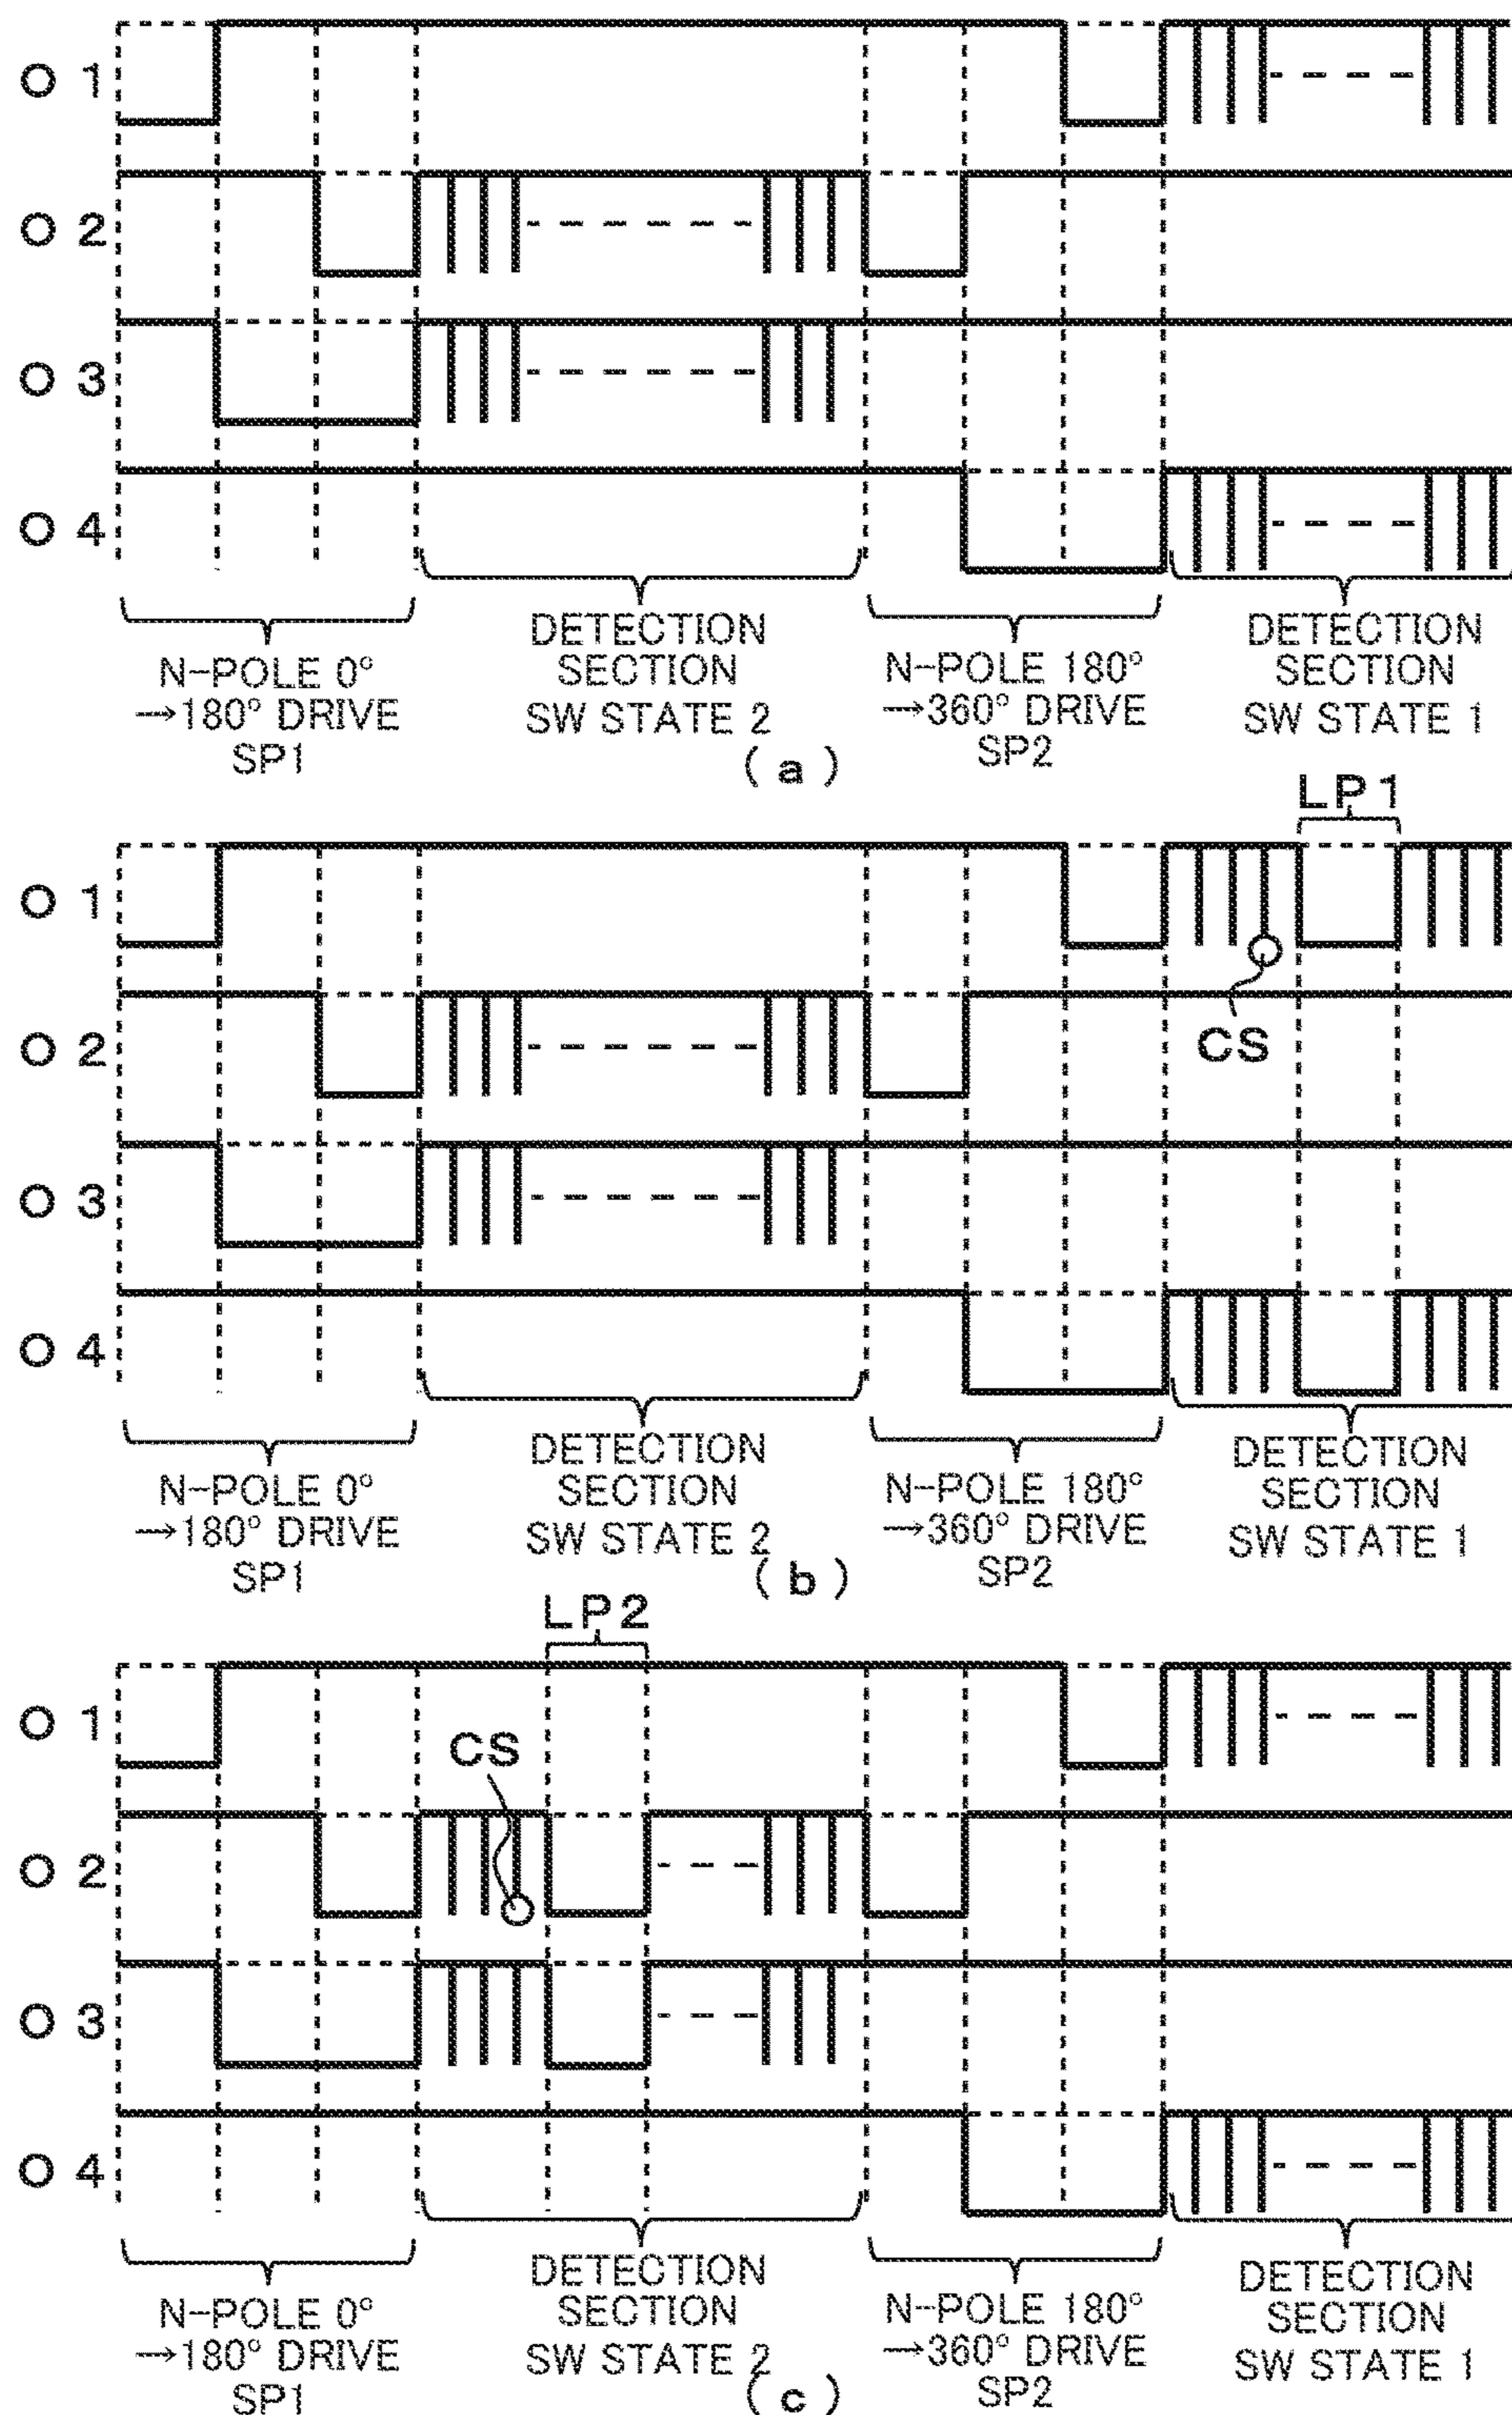 O 1
O 2
O 3
O 4
N-POLE 0°
→180° DRIVE
SP1
DETECTION
SECTION
SW STATE 2
N-POLE 180°
→360° DRIVE
SP2
DETECTION
SECTION
SW STATE 1
(a)
LP1
O 1
CS
O 2
O 3
O 4
N-POLE 0°
→180° DRIVE
SP1
DETECTION
SECTION
SW STATE 2
N-POLE 180°
→360° DRIVE
SP2
DETECTION
SECTION
SW STATE 1
(b)
LP2
O 1
CS
O 2
O 3
O 4
N-POLE 0°
→180° DRIVE
SP1
DETECTION
SECTION
SW STATE 2
N-POLE 180°
→360° DRIVE
SP2
DETECTION
SECTION
SW STATE 1
(c)